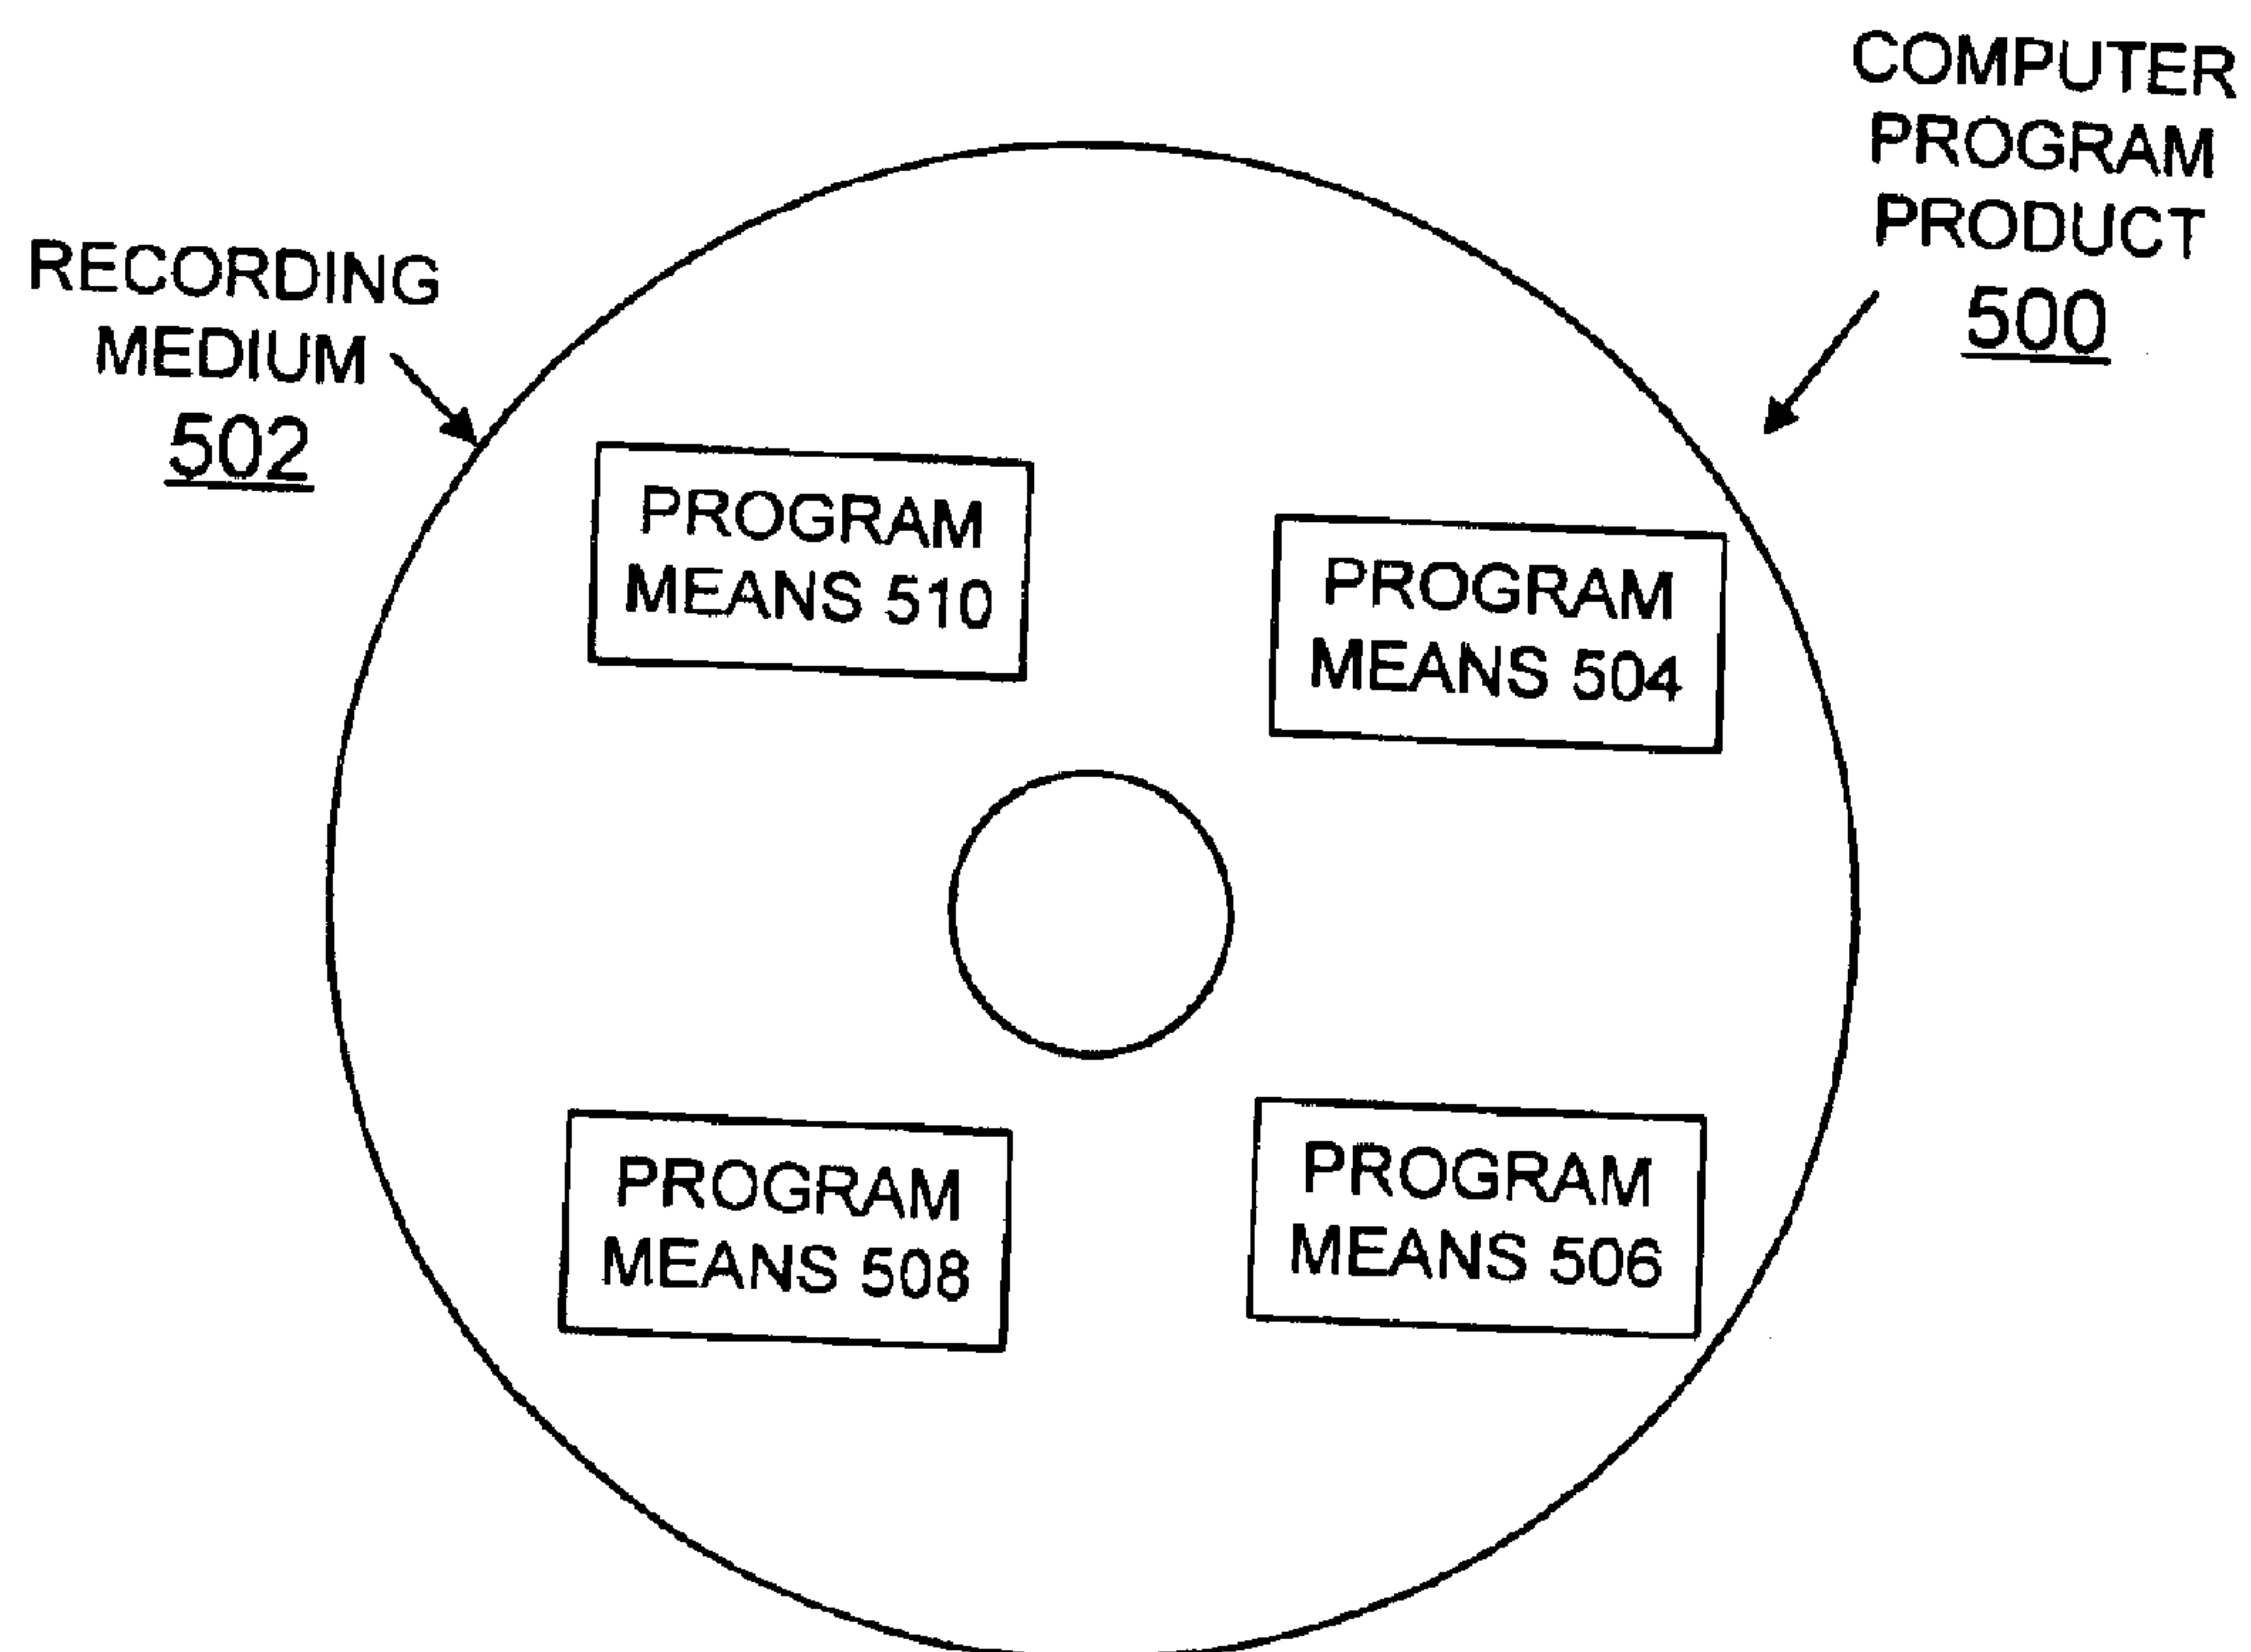 COMPUTER
PROGRAM
PRODUCT
500
RECORDING
MEDIUM
502
PROGRAM
MEANS 510
PROGRAM
MEANS 504
PROGRAM
MEANS 508
PROGRAM
MEANS 506